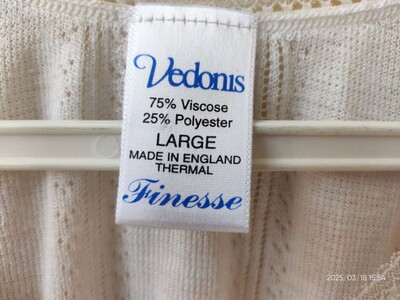 Vedonis
75% Viscose
25% Polyester
LARGE
MADE IN ENGLAND
THERMAL
Finesse
2025/03/18 15:54